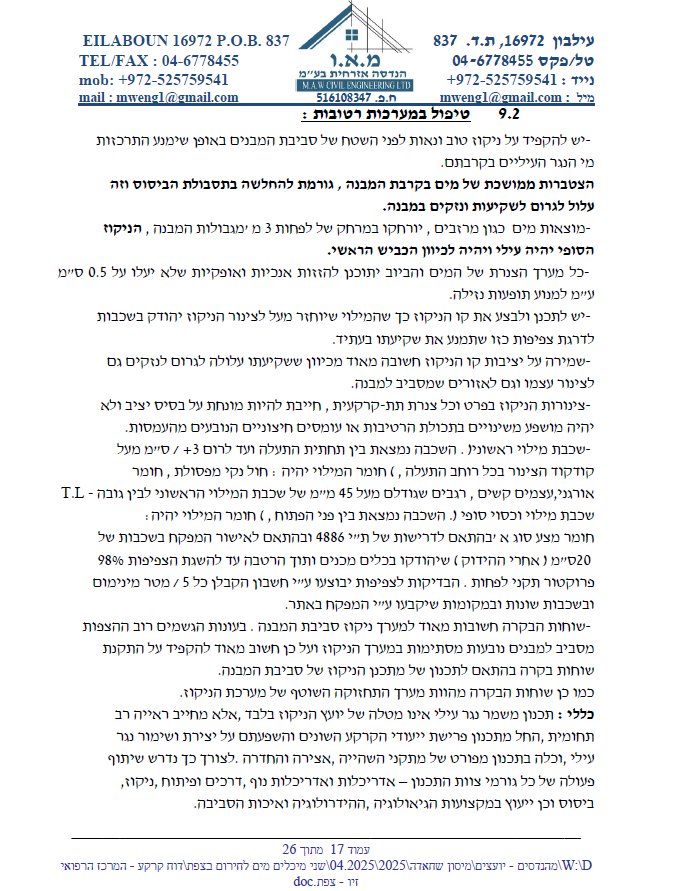 EILABOUN 16972 P.O.B. 837
TEL/FAX : 04-6778455
mob: +972-525759541
mail : mweng1@gmail.com
מ.א.ו
הנדסה אזרחית בע״מ
M.A.W CIVIL ENGINEERING LTD
ח.פ. 516108347
עילבון 16972, ת.ד. 837
טל/פקס 04-6778455
נייד : +972-525759541
מיל : mweng1@gmail.com
9.2 טיפול במערכות רטובות :
-יש להקפיד על ניקוז טוב ונאות לפני השטח של סביבת המבנים באופן שימנע התרכזות
מי הנגר העיליים בקרבתם.
הצטברות ממושכת של מים בקרבת המבנה , גורמת להחלשה בתסבולת הביסוס וזה
עלול לגרום לשקיעות ונזקים במבנה.
-מוצאות מים כגון מרזבים , יורחקו במרחק של לפחות 3 מ 'מגבולות המבנה , הניקוז
הסופי יהיה עילי ויהיה לכיוון הכביש הראשי.
-כל מערך הצנרת של המים והביוב יתוכנן להזזות אנכיות ואופקיות שלא יעלו על 0.5 ס״מ
ע״מ למנוע תופעות נזילה.
-יש לתכנן ולבצע את קו הניקוז כך שהמילוי שיוחזר מעל לצינור הניקוז יהודק בשכבות
לדרגת צפיפות כזו שתמנע את שקיעתו בעתיד.
-שמירה על יציבות קו הניקוז חשובה מאוד מכיוון ששקיעתו עלולה לגרום לנזקים גם
לצינור עצמו וגם לאזורים שמסביב למבנה.
-צינורות הניקוז בפרט וכל צנרת תת-קרקעית , חייבת להיות מונחת על בסיס יציב ולא
יהיה מושפע משינויים בתכולת הרטיבות או עומסים חיצוניים הנובעים מהעמסות.
-שכבת מילוי ראשוני( . השכבה נמצאת בין תחתית התעלה ועד לרום 3+ / ס״מ מעל
קודקוד הצינור בכל רוחב התעלה , ) חומר המילוי יהיה : חול נקי מפסולת , חומר
אורגני,עצמים קשים , רגבים שגודלם מעל 45 מ״מ של שכבת המילוי הראשוני לבין גובה - T.L
שכבת מילוי וכסוי סופי (. השכבה נמצאת בין פני הפתוח , ) חומר המילוי יהיה :
חומר מצע סוג א 'בהתאם לדרישות של ת״י 4886 ובהתאם לאישור המפקח בשכבות של
20ס״מ ( אחרי ההידוק ) שיהודקו בכלים מכנים ותוך הרטבה עד להשגת הצפיפות 98%
פרוקטור תקני לפחות . הבדיקות לצפיפות יבוצעו ע״י חשבון הקבלן כל 5 / מטר מינימום
ובשכבות שונות ובמקומות שיקבעו ע״י המפקח באתר.
-שוחות הבקרה חשובות מאוד למערך ניקוז סביבת המבנה . בעונות הגשמים רוב ההצפות
מסביב למבנים נובעות מסתימות במערך הניקוז ועל כן חשוב מאוד להקפיד על התקנת
שוחות בקרה בהתאם לתכנון של מתכנן הניקוז של סביבת המבנה.
כמו כן שוחות הבקרה מהוות מערך התחזוקה השוטף של מערכת הניקוז.
כללי : תכנון משמר נגר עילי אינו מטלה של יועץ הניקוז בלבד ,אלא מחייב ראייה רב
תחומית ,החל מתכנון פרישת ייעודי הקרקע השונים והשפעתם על יצירת ושימור נגר
עילי ,וכלה בתכנון מפורט של מתקני השהייה ,אצירה והחדרה .לצורך כך נדרש שיתוף
פעולה של כל גורמי צוות התכנון – אדריכלות ואדריכלות נוף ,דרכים ופיתוח ,ניקוז,
ביסוס וכן ייעוץ במקצועות הגיאולוגיה ,ההידרולוגיה ואיכות הסביבה.
עמוד 17 מתוך 26
W:\D\מהנדסים - יועצים\מיסון שחאדה\2025\04.2025\שני מיכלים מים לחירום בצפת\דוח קרקע - המרכז הרפואי
זיו - צפת.doc